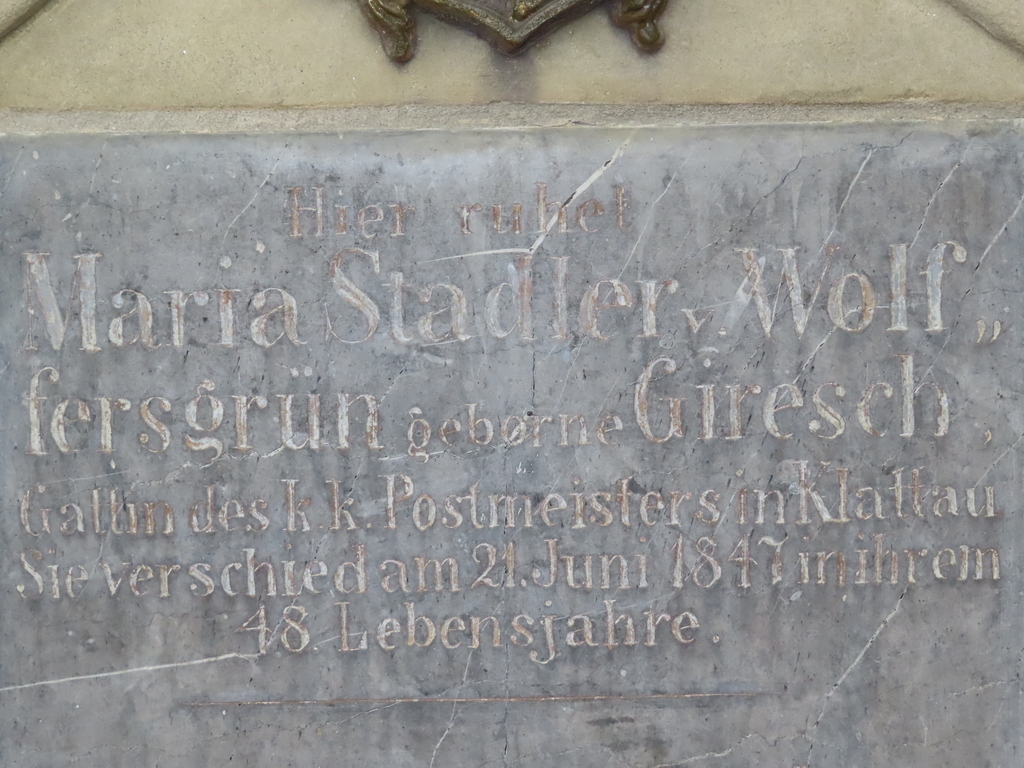 Hier ruhet
Maria Stadler v. Wolf„
fersgrün geborne Giresch,
Gattin des k. k. Postmeisters in Klattau
Sie verschied am 21. Juni 1847 in ihrem
48 Lebensjahre.